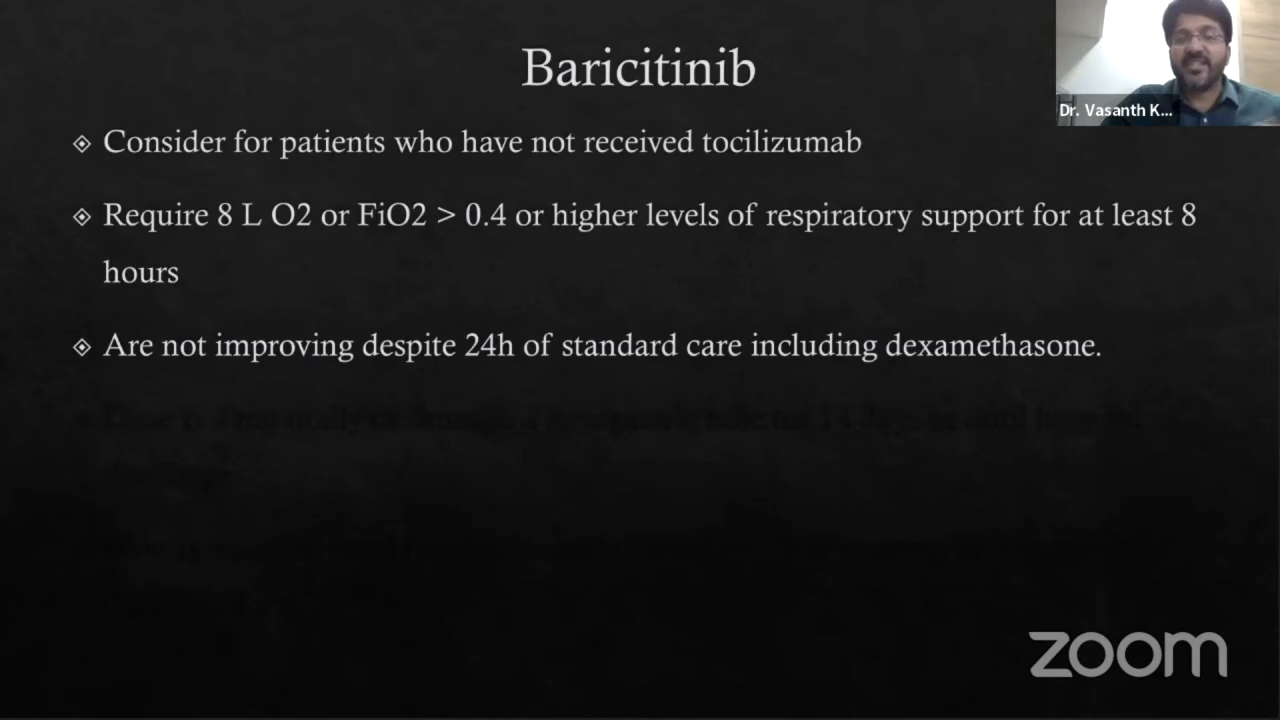 Baricitinib
Dr. Vasanth K...
Consider for patients who have not received tocilizumab
Require 8 L O2 or FiO2 > 0.4 or higher levels of respiratory support for at least 8
hours
Are not improving despite 24h of standard care including dexamethasone.
zoom